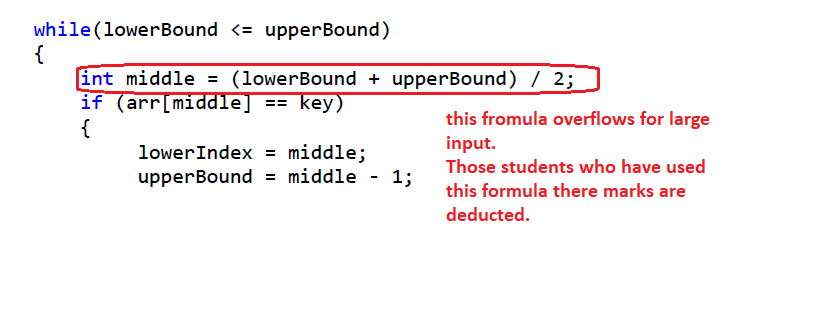 while(lowerBound <= upperBound)
{
int middle = (lowerBound + upperBound) / 2;
if (arr[middle] == key)
{
lowerIndex = middle;
upperBound = middle - 1;
this fromula overflows for large
input.
Those students who have used
this formula there marks are
deducted.